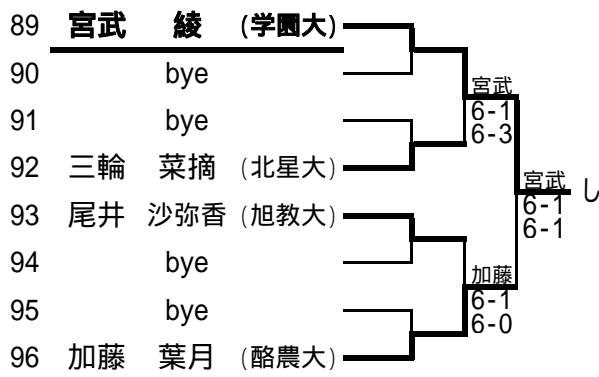 89 宮武 綾 (学園大)
90 bye
91 bye
92 三輪 菜摘 (北星大)
93 尾井 沙弥香 (旭教大)
94 bye
95 bye
96 加藤 葉月 (酪農大)
宮武
6-1
6-3
加藤
6-1
6-0
宮武
6-1
6-1
し